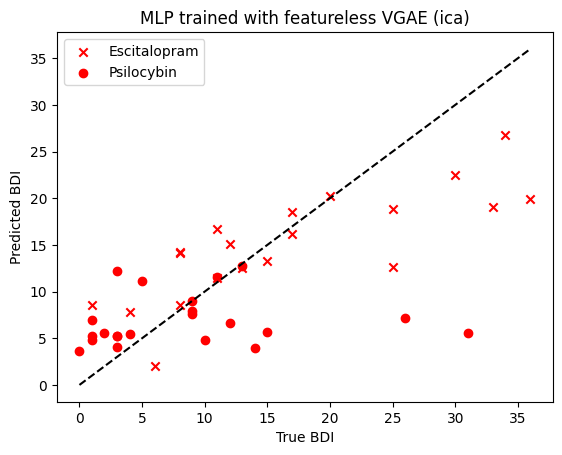 MLP trained with featureless VGAE (ica)
Escitalopram
Psilocybin
Predicted BDI
35
30
25
20
15
10
5
0
0 5 10 15 20 25 30 35
True BDI